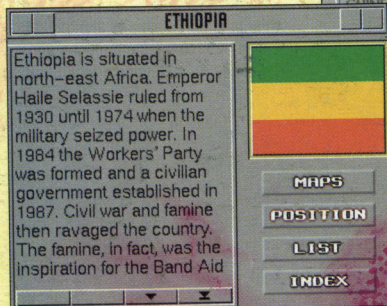 ETHIOPIA
Ethiopia is situated in
north-east Africa. Emperor
Haile Selassie ruled from
1930 until 1974 when the
military seized power. In
1984 the Workers' Party
was formed and a civilian
government established in
1987. Civil war and famine
then ravaged the country.
The famine, in fact, was the
inspiration for the Band Aid
MAPS
POSITION
LIST
INDEX